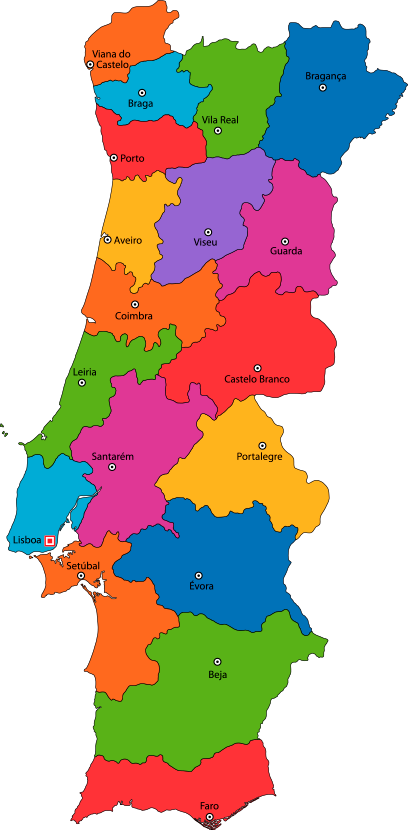 Viana do
Castelo
Bragança
Braga
Vila Real
Porto
Aveiro
Viseu
Guarda
Coimbra
Leiria
Castelo Branco
Santarém
Portalegre
Lisboa
Setúbal
Évora
Beja
Faro